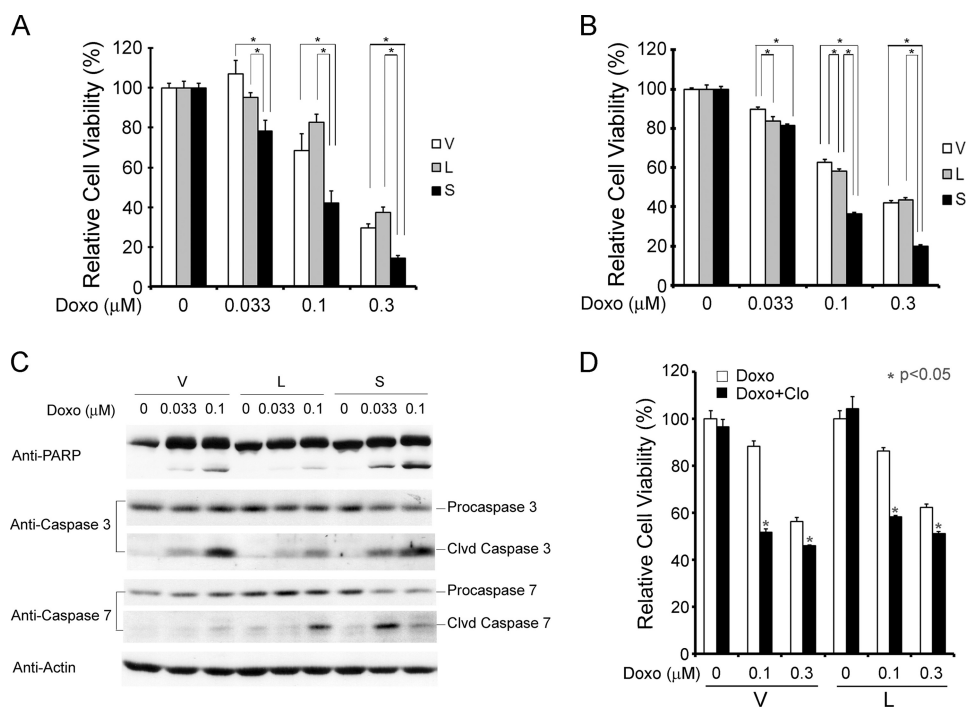 A
Relative Cell Viability (%)
120
100
80
60
40
20
0
* * * * * *
V
L
S
Doxo (μM) 0 0.033 0.1 0.3
B
Relative Cell Viability (%)
120
100
80
60
40
20
0
* * * * * * *
V
L
S
Doxo (μM) 0 0.033 0.1 0.3
C
V L S
Doxo (μM) 0 0.033 0.1 0 0.033 0.1 0 0.033 0.1
Anti-PARP
Anti-Caspase 3
Procaspase 3
Clvd Caspase 3
Anti-Caspase 7
Procaspase 7
Clvd Caspase 7
Anti-Actin
D
Relative Cell Viability (%)
120
100
80
60
40
20
0
Doxo
Doxo+Clo
* p<0.05
* * * *
Doxo (μM) 0 0.1 0.3 0 0.1 0.3
V L